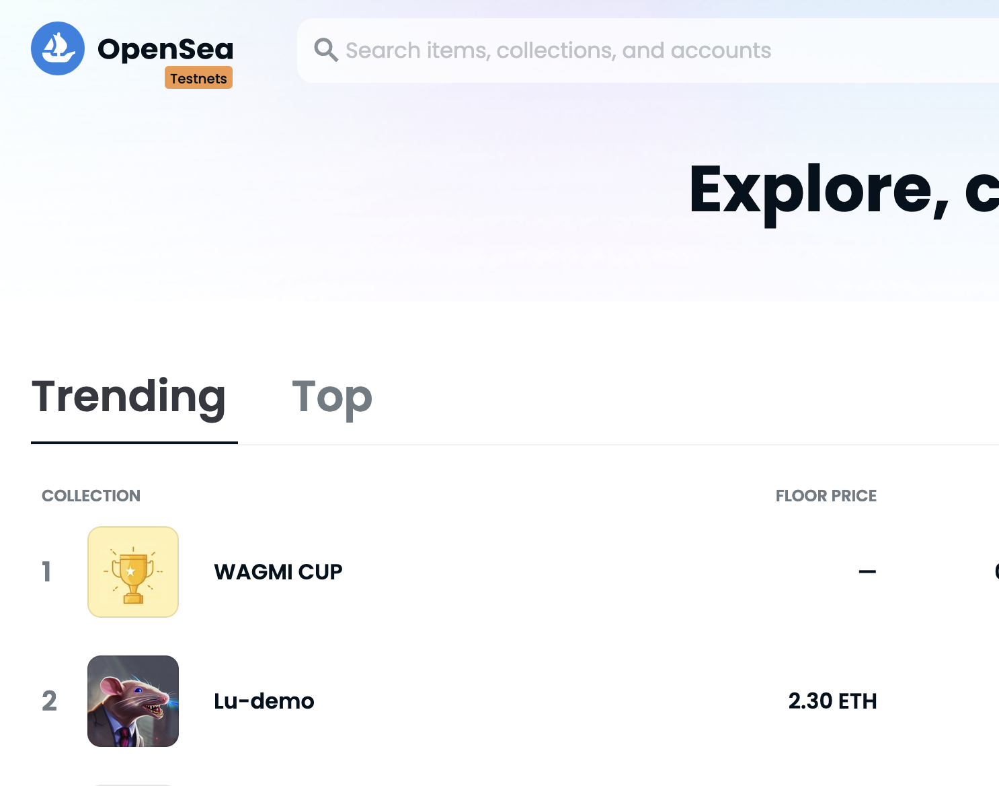 OpenSea
Testnets
Search items, collections, and accounts
Explore, c
Trending Top
COLLECTION FLOOR PRICE
1 WAGMI CUP —
2 Lu-demo 2.30 ETH